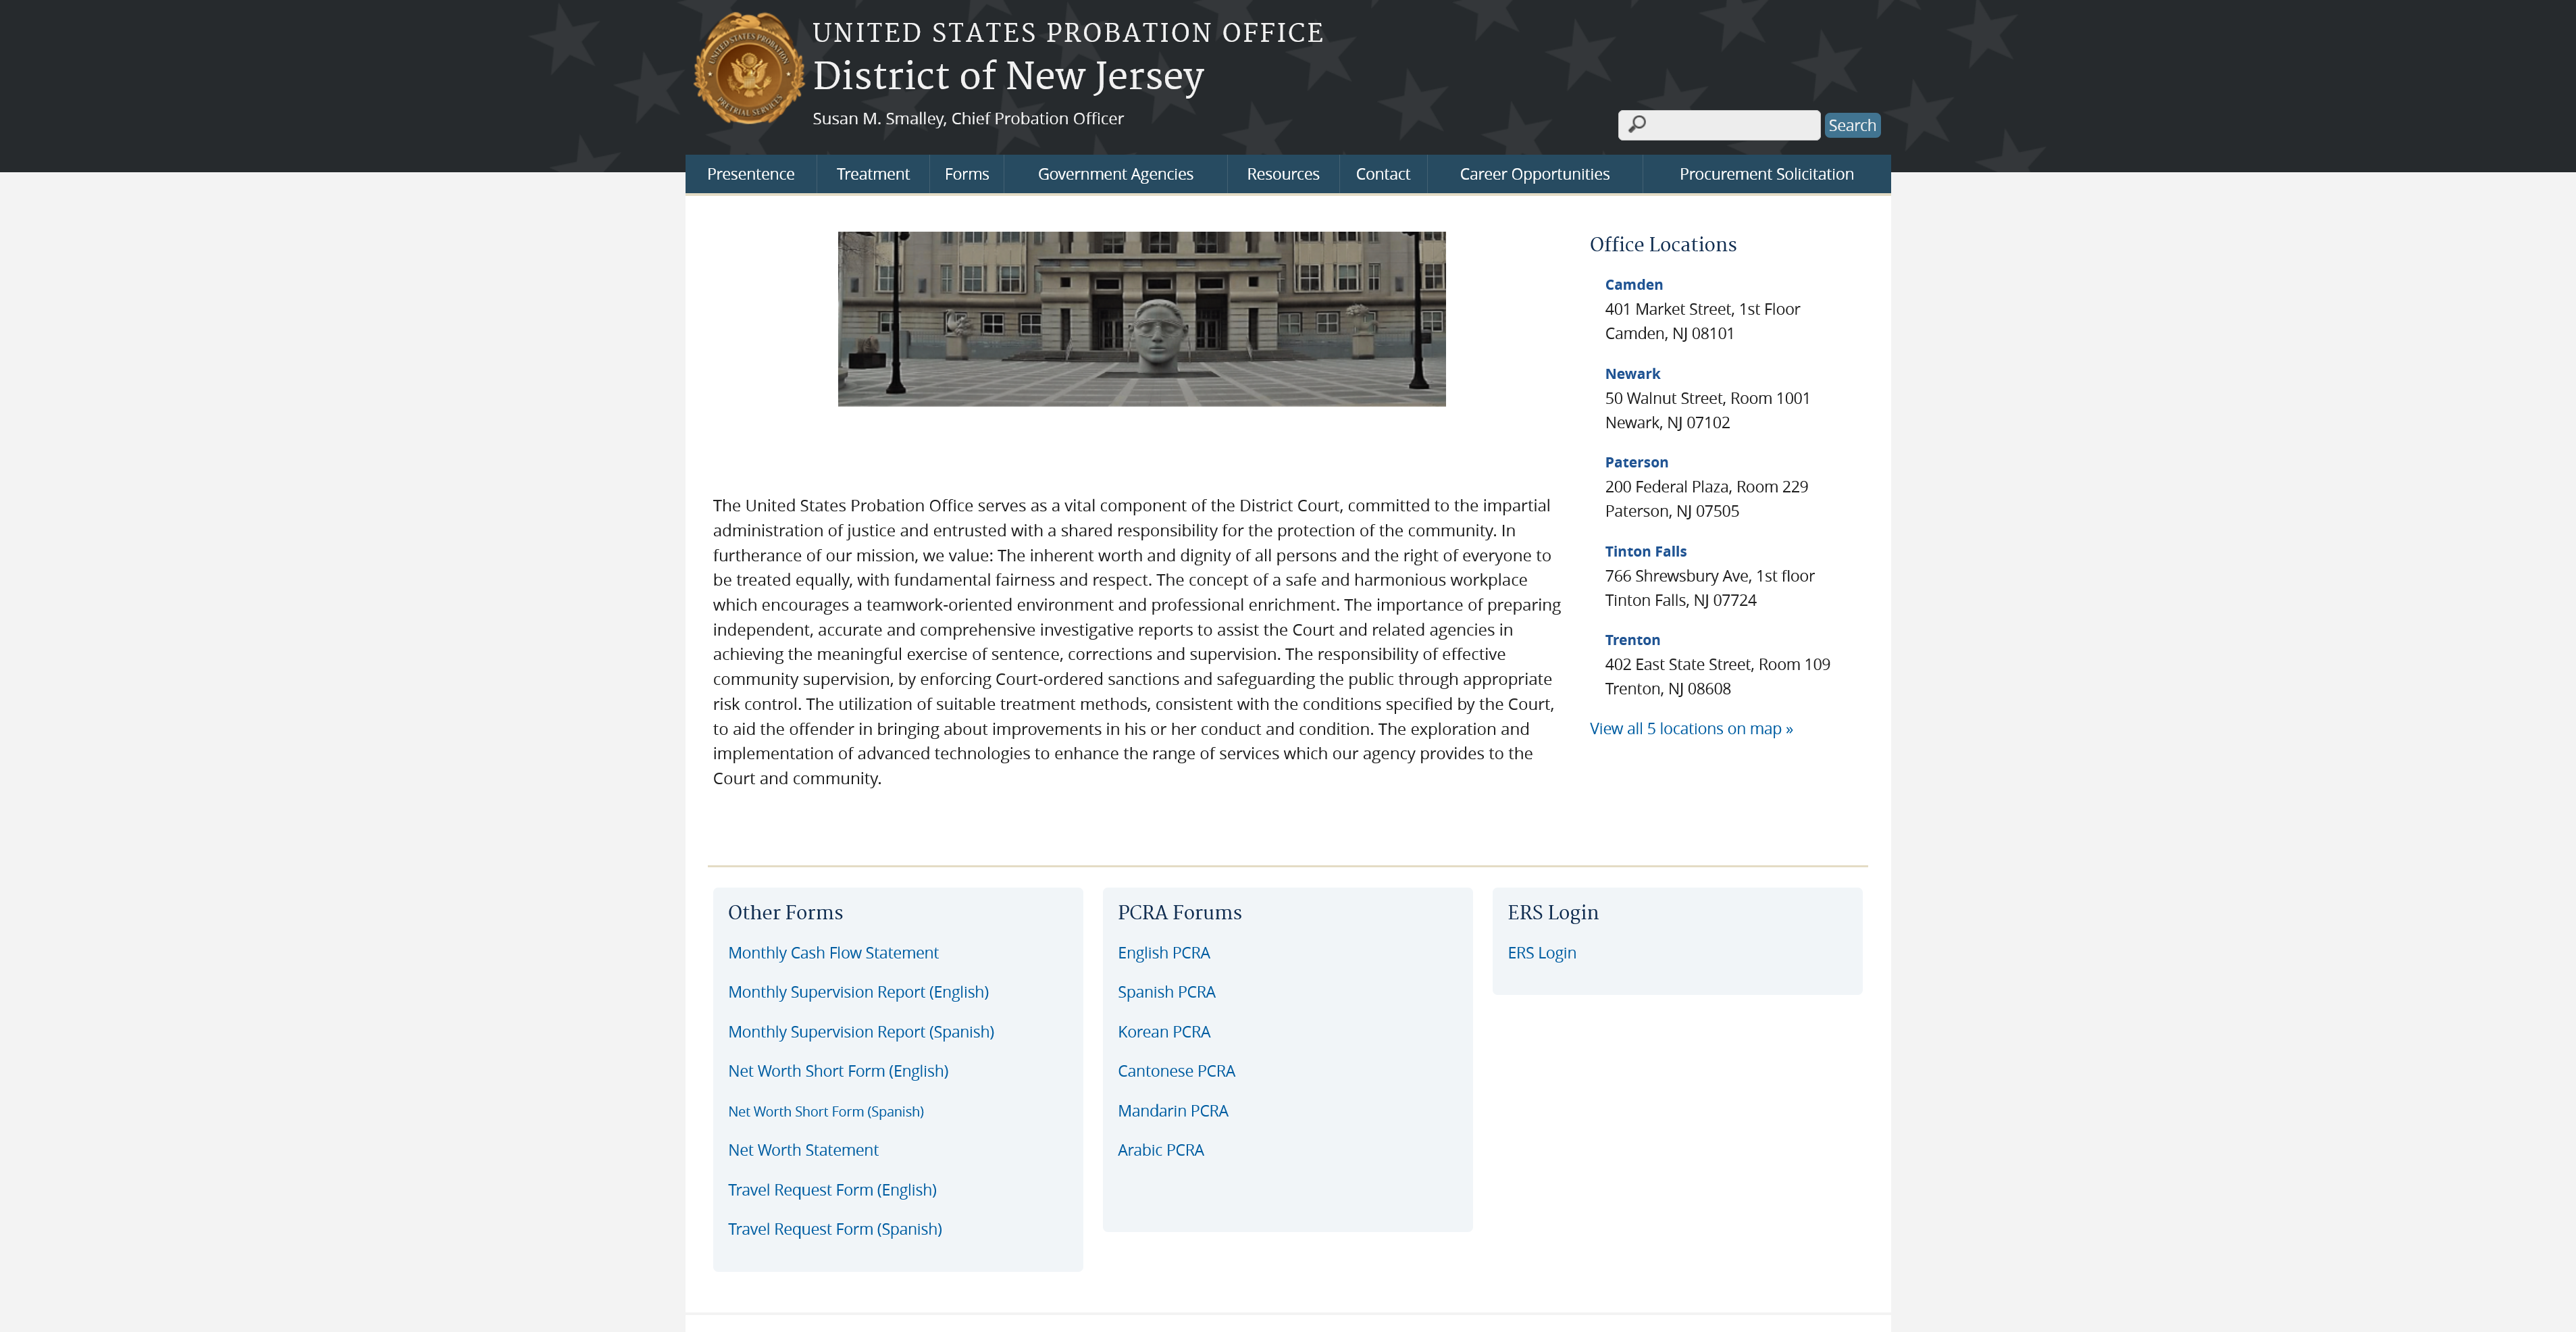 UNITED STATES PROBATION
PRETRIAL SERVICES
UNITED STATES PROBATION OFFICE
District of New Jersey
Susan M. Smalley, Chief Probation Officer
Search
Presentence Treatment Forms Government Agencies Resources Contact Career Opportunities Procurement Solicitation
The United States Probation Office serves as a vital component of the District Court, committed to the impartial
administration of justice and entrusted with a shared responsibility for the protection of the community. In
furtherance of our mission, we value: The inherent worth and dignity of all persons and the right of everyone to
be treated equally, with fundamental fairness and respect. The concept of a safe and harmonious workplace
which encourages a teamwork-oriented environment and professional enrichment. The importance of preparing
independent, accurate and comprehensive investigative reports to assist the Court and related agencies in
achieving the meaningful exercise of sentence, corrections and supervision. The responsibility of effective
community supervision, by enforcing Court-ordered sanctions and safeguarding the public through appropriate
risk control. The utilization of suitable treatment methods, consistent with the conditions specified by the Court,
to aid the offender in bringing about improvements in his or her conduct and condition. The exploration and
implementation of advanced technologies to enhance the range of services which our agency provides to the
Court and community.
Office Locations
Camden
401 Market Street, 1st Floor
Camden, NJ 08101
Newark
50 Walnut Street, Room 1001
Newark, NJ 07102
Paterson
200 Federal Plaza, Room 229
Paterson, NJ 07505
Tinton Falls
766 Shrewsbury Ave, 1st floor
Tinton Falls, NJ 07724
Trenton
402 East State Street, Room 109
Trenton, NJ 08608
View all 5 locations on map »
Other Forms
Monthly Cash Flow Statement
Monthly Supervision Report (English)
Monthly Supervision Report (Spanish)
Net Worth Short Form (English)
Net Worth Short Form (Spanish)
Net Worth Statement
Travel Request Form (English)
Travel Request Form (Spanish)
PCRA Forums
English PCRA
Spanish PCRA
Korean PCRA
Cantonese PCRA
Mandarin PCRA
Arabic PCRA
ERS Login
ERS Login